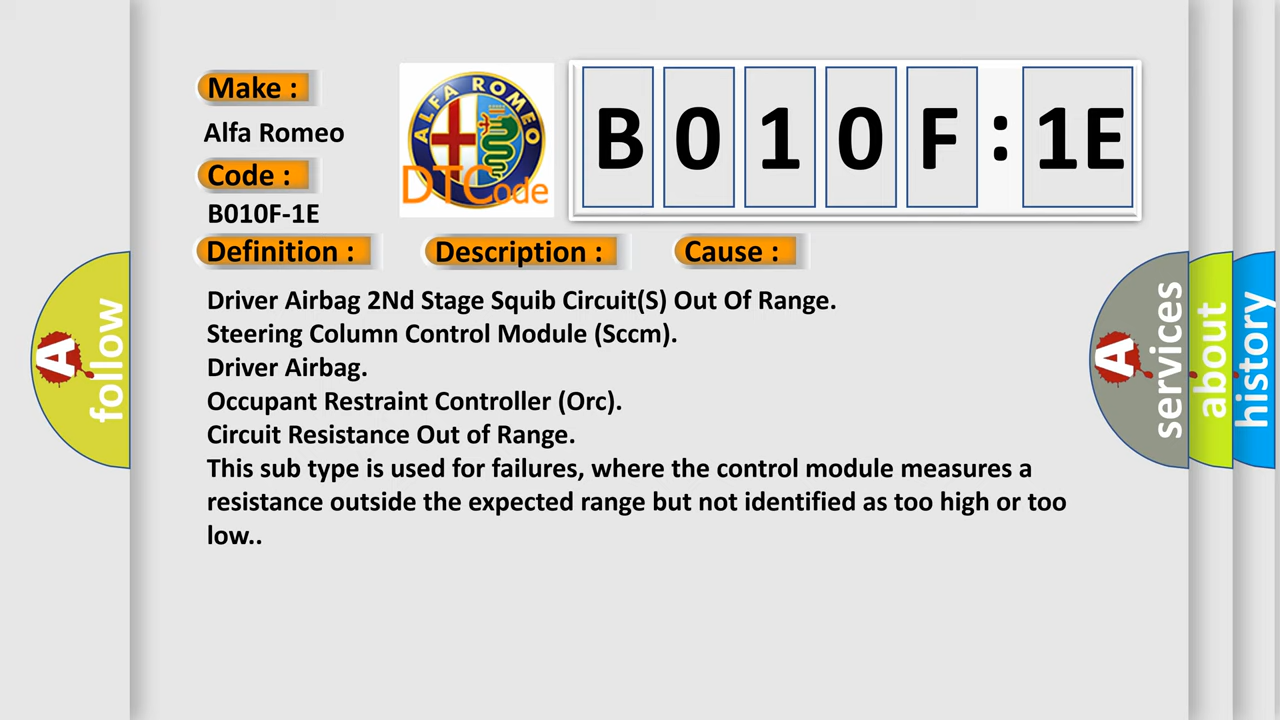 Make :
Alfa Romeo
Code :
B010F-1E
ALFA ROMEO
DTCode
B010F:1E
Definition :
Description :
Cause :
Driver Airbag 2Nd Stage Squib Circuit(S) Out Of Range.
Steering Column Control Module (Sccm).
Driver Airbag.
Occupant Restraint Controller (Orc).
Circuit Resistance Out of Range.
This sub type is used for failures, where the control module measures a
resistance outside the expected range but not identified as too high or too
low..
A follow
A services
about
history